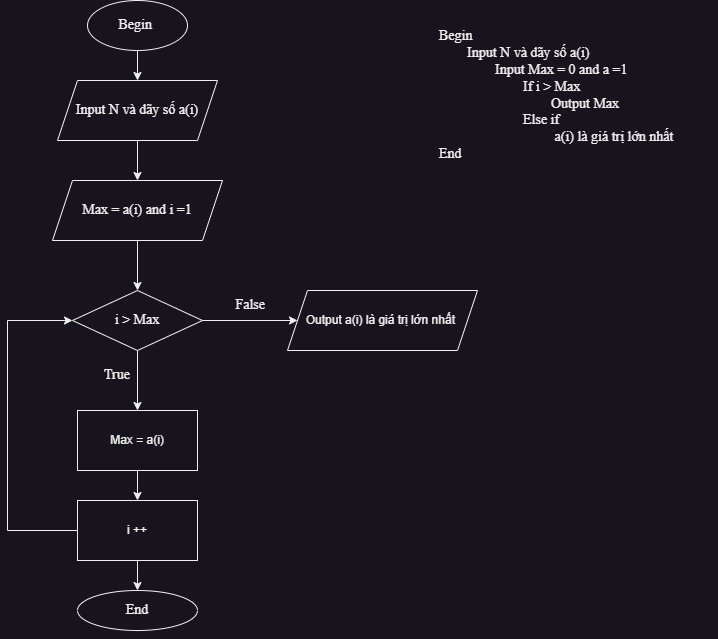 Begin
Input N và dãy số a(i)
Max = a(i) and i =1
i > Max
False
Output a(i) là giá trị lớn nhất
True
Max = a(i)
i ++
End
Begin
Input N và dãy số a(i)
Input Max = 0 and a =1
If i > Max
Output Max
Else if
a(i) là giá trị lớn nhất
End